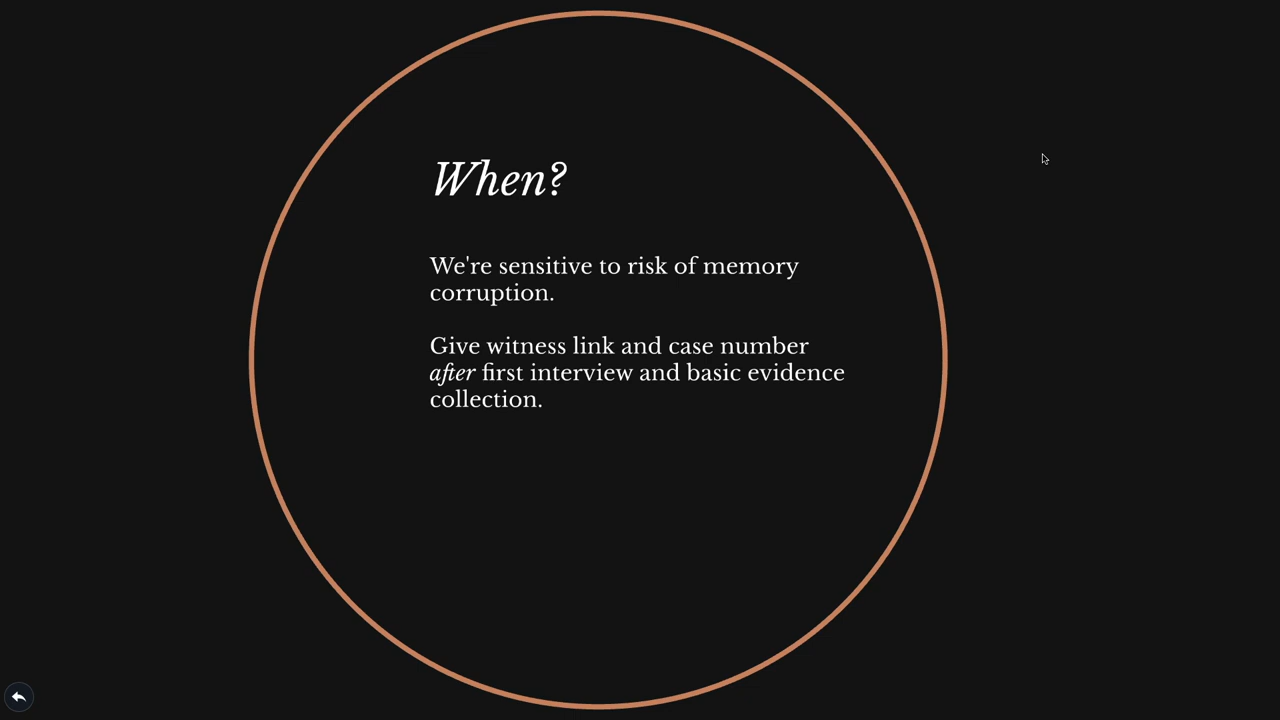 When?
We're sensitive to risk of memory
corruption.
Give witness link and case number
after first interview and basic evidence
collection.